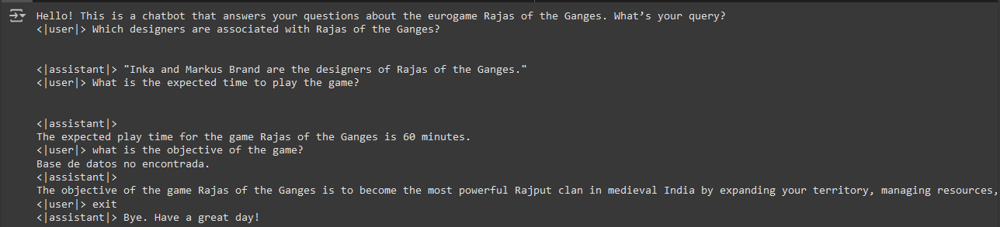 Hello! This is a chatbot that answers your questions about the eurogame Rajas of the Ganges. What’s your query?
<|user|> Which designers are associated with Rajas of the Ganges?
<|assistant|> "Inka and Markus Brand are the designers of Rajas of the Ganges."
<|user|> What is the expected time to play the game?
<|assistant|>
The expected play time for the game Rajas of the Ganges is 60 minutes.
<|user|> what is the objective of the game?
Base de datos no encontrada.
<|assistant|>
The objective of the game Rajas of the Ganges is to become the most powerful Rajput clan in medieval India by expanding your territory, managing resources,
<|user|> exit
<|assistant|> Bye. Have a great day!